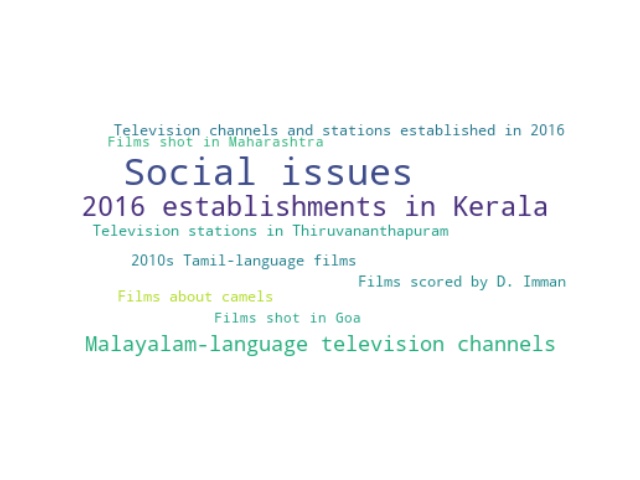 Television channels and stations established in 2016
Films shot in Maharashtra
Social issues
2016 establishments in Kerala
Television stations in Thiruvananthapuram
2010s Tamil-language films
Films scored by D. Imman
Films about camels
Films shot in Goa
Malayalam-language television channels